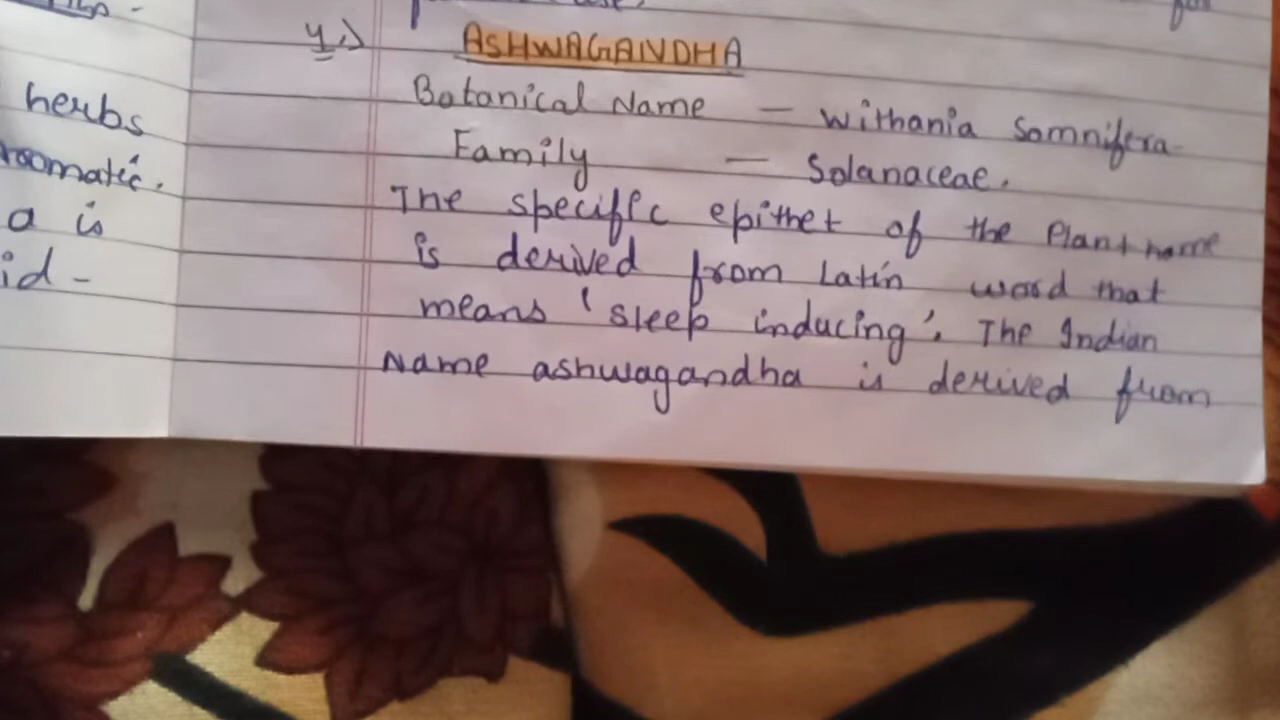 herbs
aromatic.
a is
id -
4.) ASHWAGANDHA
Botanical Name — Withania Somnifera
Family — Solanaceae.
The specific epithet of the Plant name
is derived from Latin word that
means 'sleep inducing'. The Indian
Name ashwagandha is derived from